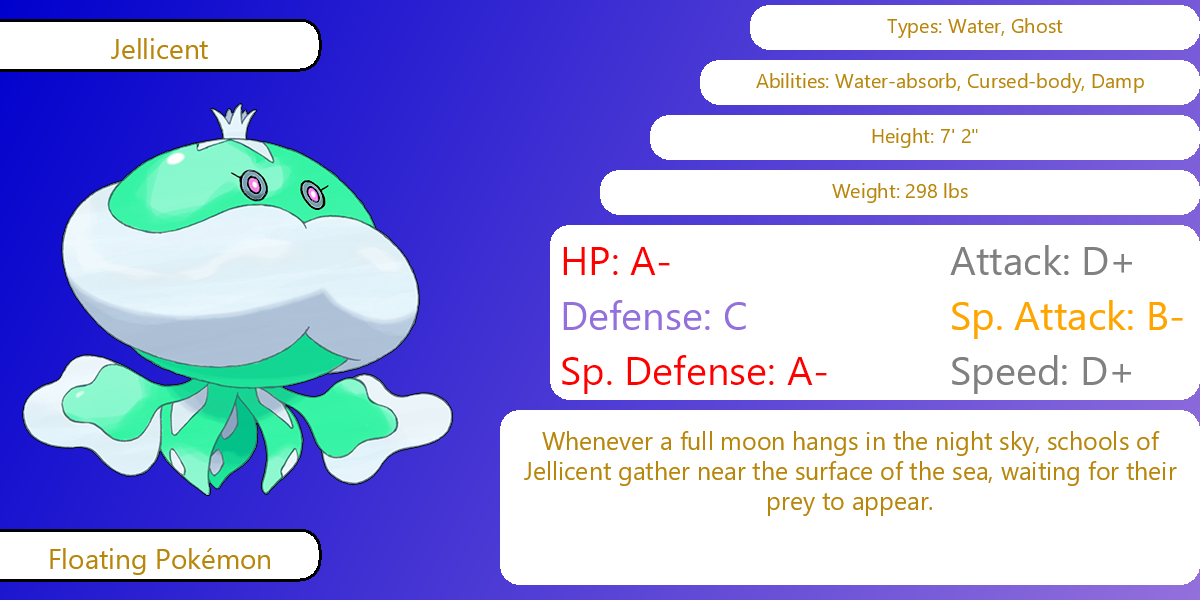 Jellicent
Types: Water, Ghost
Abilities: Water-absorb, Cursed-body, Damp
Height: 7' 2"
Weight: 298 lbs
HP: A-
Attack: D+
Defense: C
Sp. Attack: B-
Sp. Defense: A-
Speed: D+
Whenever a full moon hangs in the night sky, schools of
Jellicent gather near the surface of the sea, waiting for their
prey to appear.
Floating Pokémon